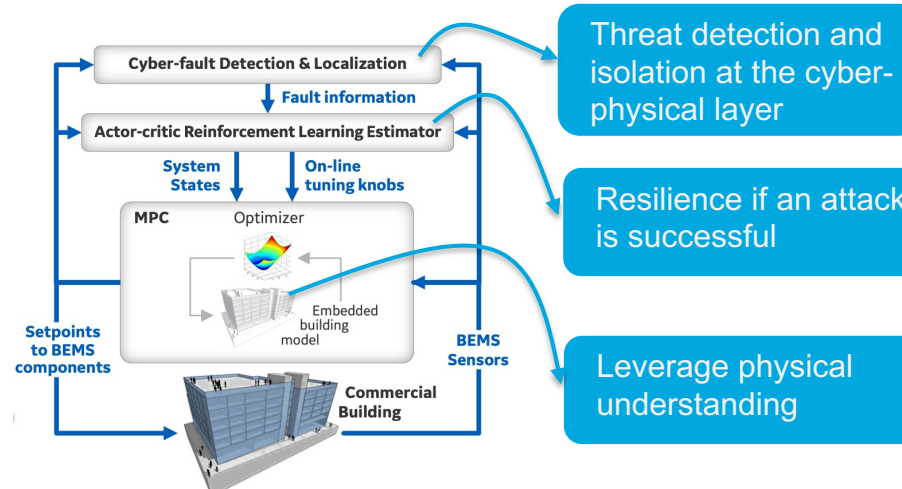 Cyber-fault Detection & Localization
Fault information
Actor-critic Reinforcement Learning Estimator
System
States
On-line
tuning knobs
MPC
Optimizer
Embedded
building
model
Setpoints
to BEMS
components
BEMS
Sensors
Commercial
Building
Threat detection and
isolation at the cyber-
physical layer
Resilience if an attack
is successful
Leverage physical
understanding